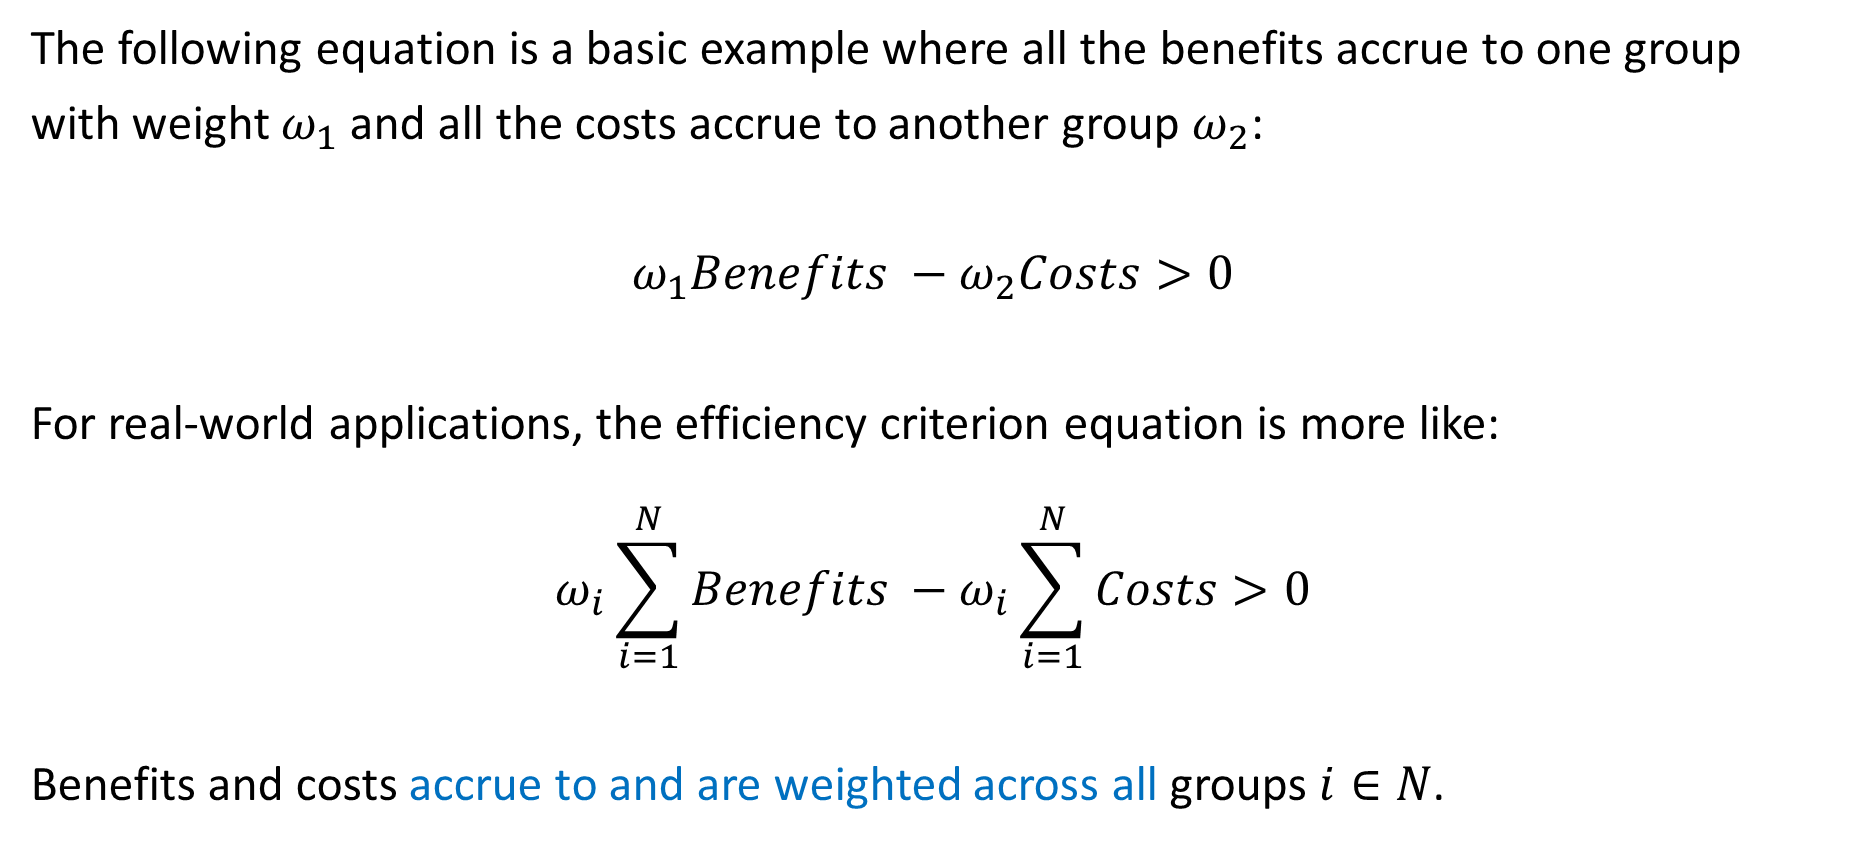 The following equation is a basic example where all the benefits accrue to one group
with weight ω₁ and all the costs accrue to another group ω₂:
ω₁Benefits − ω₂Costs > 0
For real-world applications, the efficiency criterion equation is more like:
ωᵢ ∑ᵢ₌₁ᴺ Benefits − ωᵢ ∑ᵢ₌₁ᴺ Costs > 0
Benefits and costs accrue to and are weighted across all groups i ∈ N.